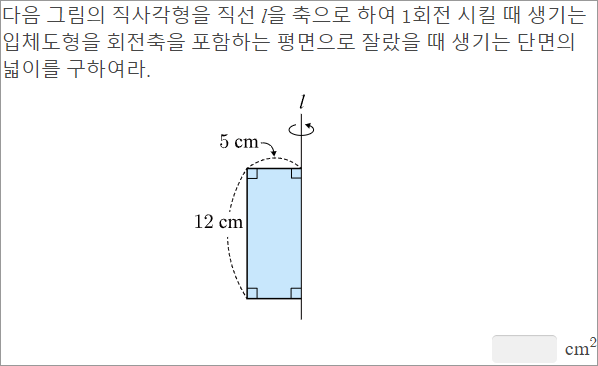 다음 그림의 직사각형을 직선 l을 축으로 하여 1회전 시킬 때 생기는
입체도형을 회전축을 포함하는 평면으로 잘랐을 때 생기는 단면의
넓이를 구하여라.
l
5 cm
12 cm
cm²